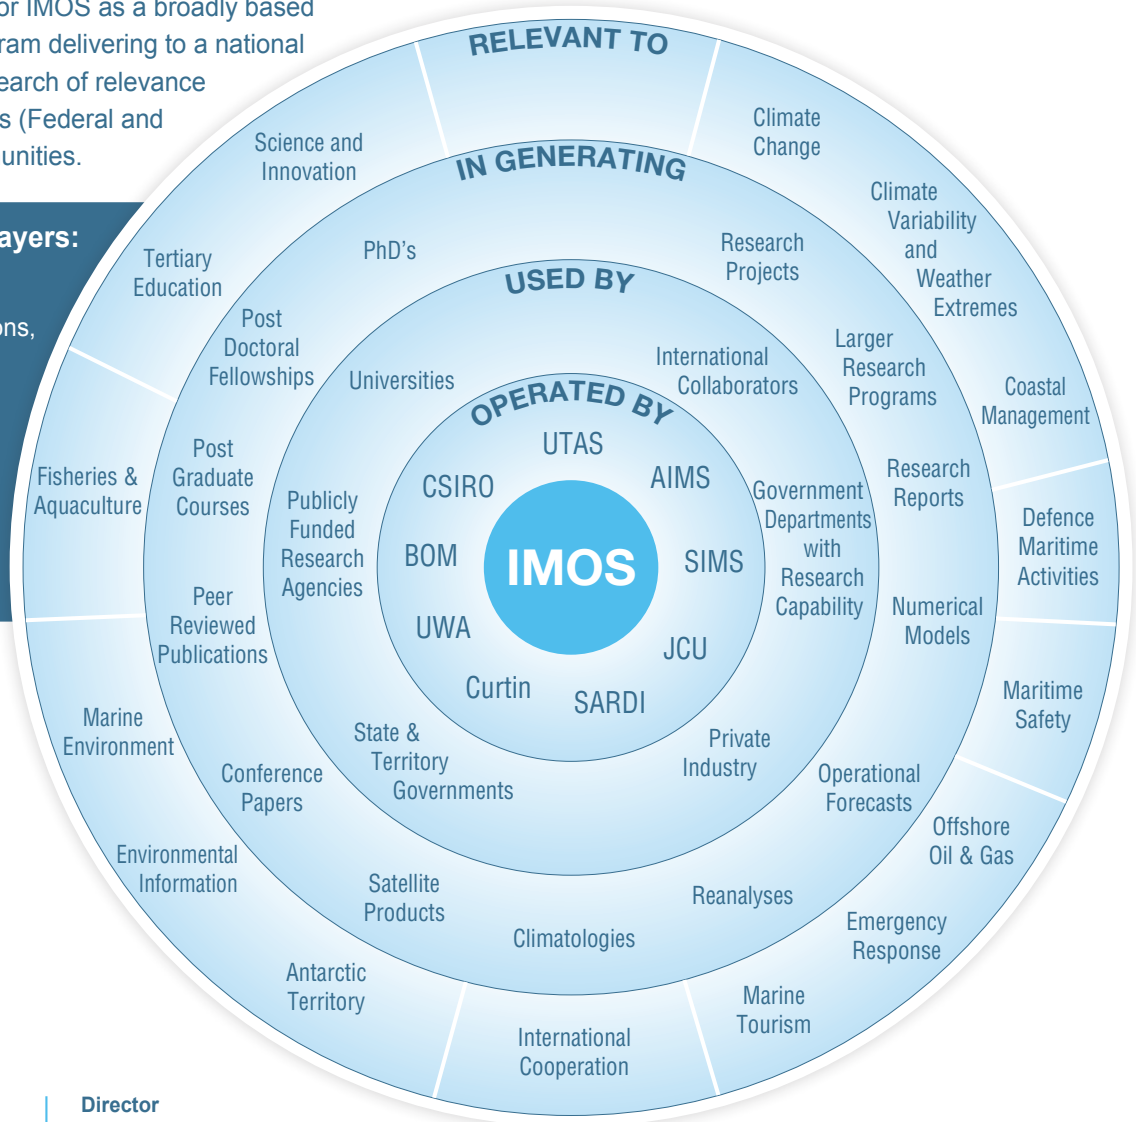 or IMOS as a broadly based
ram delivering to a national
earch of relevance
s (Federal and
unities.
ayers:
ons,
RELEVANT TO
Science and
Innovation
Climate
Change
Climate
Variability
and
Weather
Extremes
Tertiary
Education
Coastal
Management
Fisheries &
Aquaculture
Defence
Maritime
Activities
Maritime
Safety
Marine
Environment
Offshore
Oil & Gas
Environmental
Information
Emergency
Response
Antarctic
Territory
Marine
Tourism
International
Cooperation
IN GENERATING
PhD's
Research
Projects
Post
Doctoral
Fellowships
Larger
Research
Programs
Post
Graduate
Courses
Research
Reports
Peer
Reviewed
Publications
Numerical
Models
Conference
Papers
Operational
Forecasts
Satellite
Products
Reanalyses
Climatologies
USED BY
Universities
International
Collaborators
Publicly
Funded
Research
Agencies
Government
Departments
with
Research
Capability
State &
Territory
Governments
Private
Industry
OPERATED BY
UTAS
CSIRO
AIMS
BOM
SIMS
UWA
JCU
Curtin
SARDI
IMOS
Director